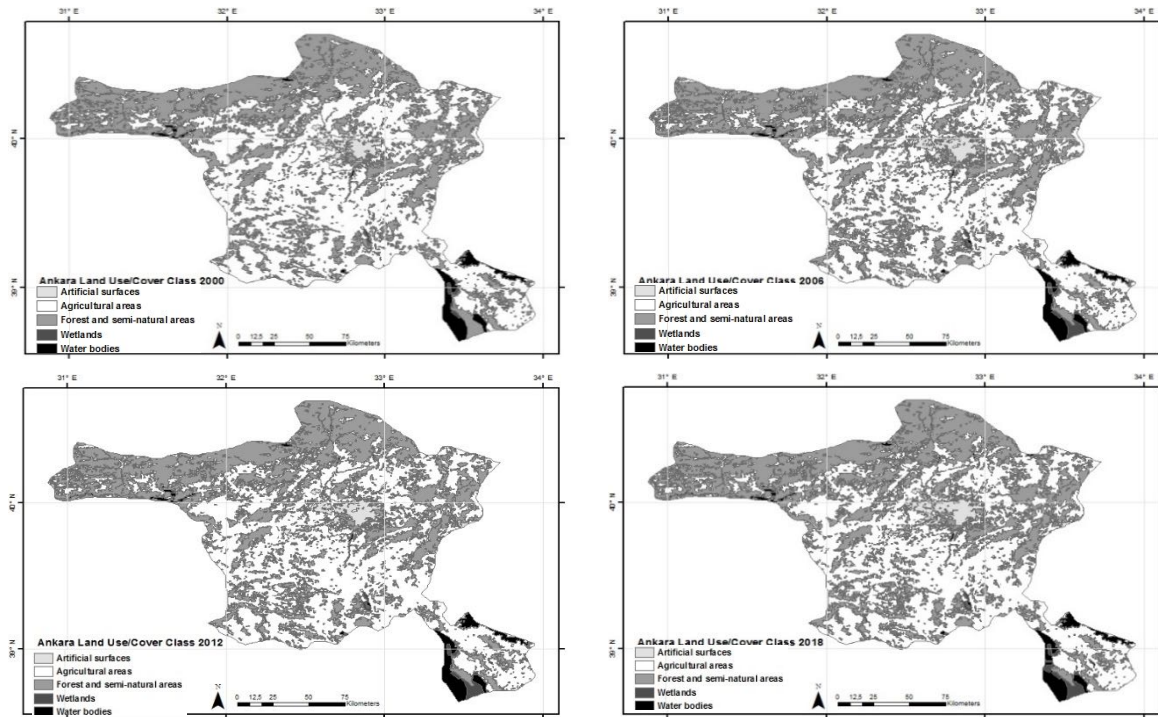 31° E 32° E 33° E 34° E
40° N
39° N
Ankara Land Use/Cover Class 2000
Artificial surfaces
Agricultural areas
Forest and semi-natural areas
Wetlands
Water bodies
N
0 12,5 25 50 75
Kilometers
31° E 32° E 33° E 34° E
40° N
39° N
Ankara Land Use/Cover Class 2006
Artificial surfaces
Agricultural areas
Forest and semi-natural areas
Wetlands
Water bodies
N
0 12,5 25 50 75
Kilometers
31° E 32° E 33° E 34° E
40° N
39° N
Ankara Land Use/Cover Class 2012
Artificial surfaces
Agricultural areas
Forest and semi-natural areas
Wetlands
Water bodies
N
0 12,5 25 50 75
Kilometers
31° E 32° E 33° E 34° E
40° N
39° N
Ankara Land Use/Cover Class 2018
Artificial surfaces
Agricultural areas
Forest and semi-natural areas
Wetlands
Water bodies
N
0 12,5 25 50 75
Kilometers